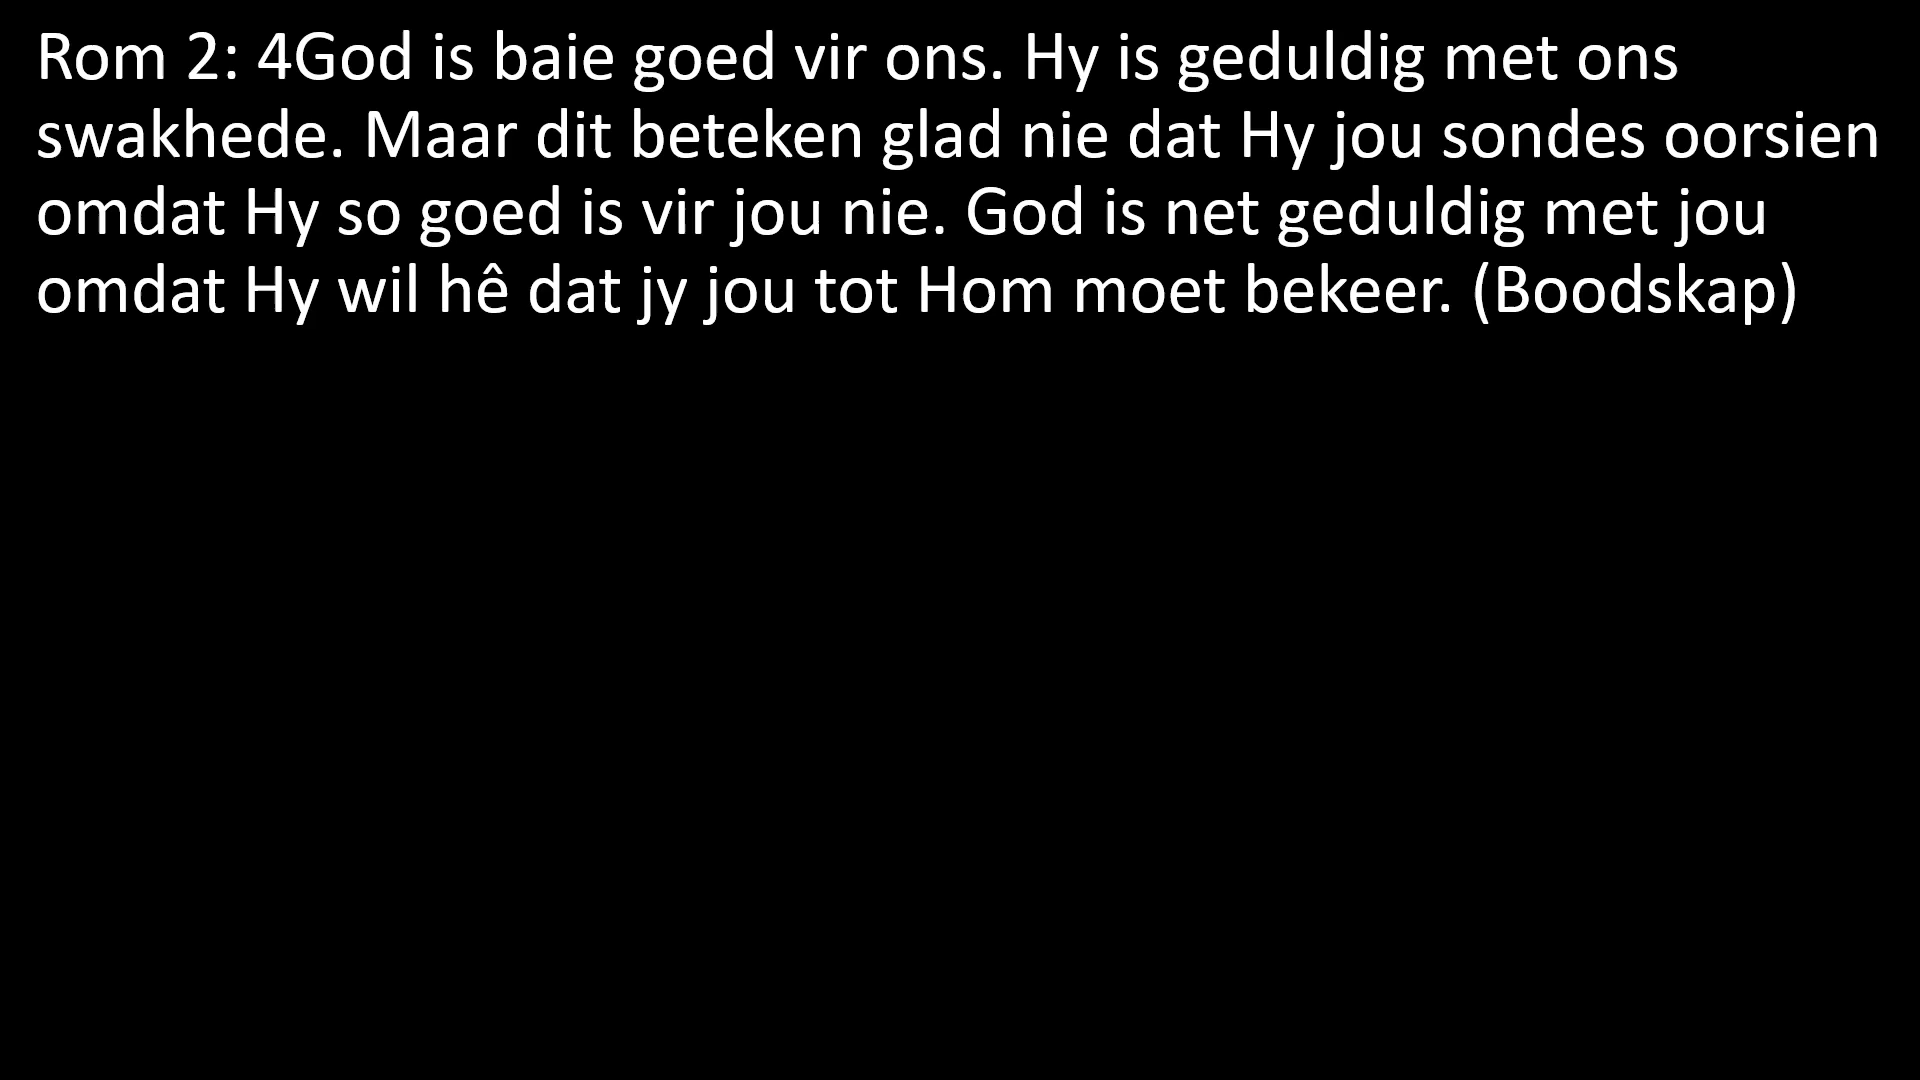 Rom 2: 4God is baie goed vir ons. Hy is geduldig met ons
swakhede. Maar dit beteken glad nie dat Hy jou sondes oorsien
omdat Hy so goed is vir jou nie. God is net geduldig met jou
omdat Hy wil hê dat jy jou tot Hom moet bekeer. (Boodskap)